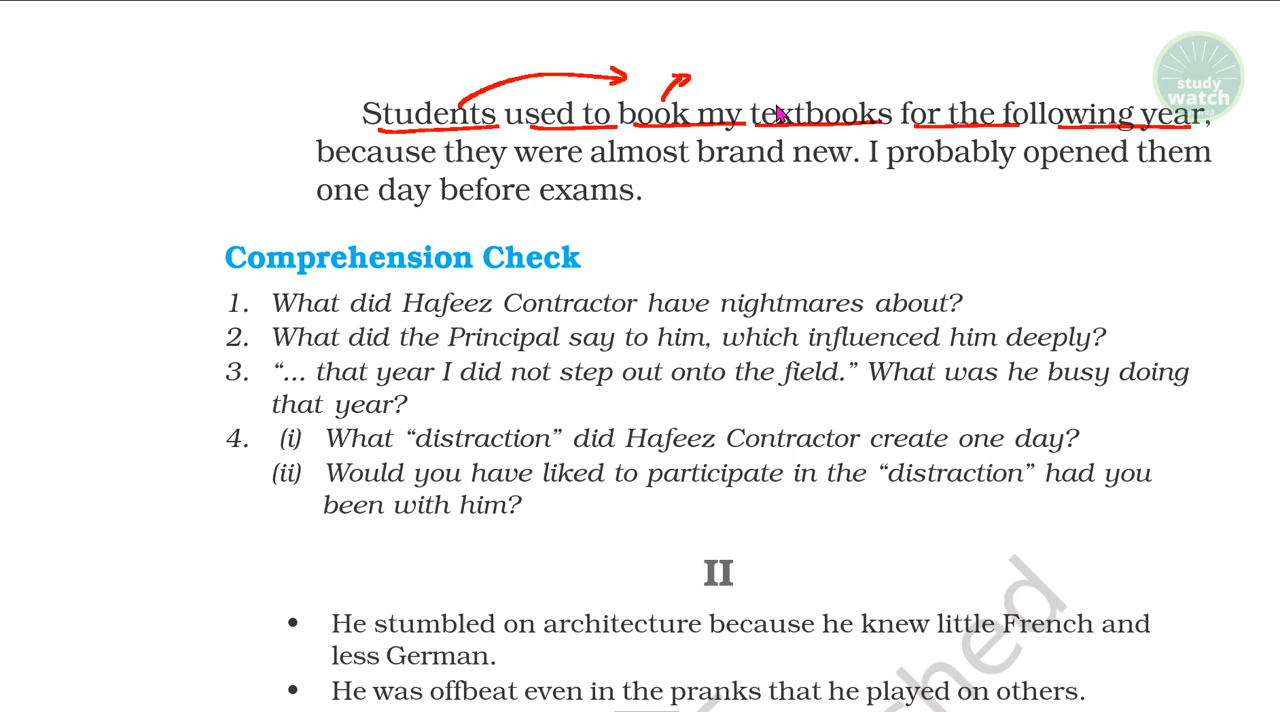 study
watch
Students used to book my textbooks for the following year,
because they were almost brand new. I probably opened them
one day before exams.
Comprehension Check
1. What did Hafeez Contractor have nightmares about?
2. What did the Principal say to him, which influenced him deeply?
3. “... that year I did not step out onto the field.” What was he busy doing
that year?
4. (i) What “distraction” did Hafeez Contractor create one day?
(ii) Would you have liked to participate in the “distraction” had you
been with him?
II
• He stumbled on architecture because he knew little French and
less German.
• He was offbeat even in the pranks that he played on others.